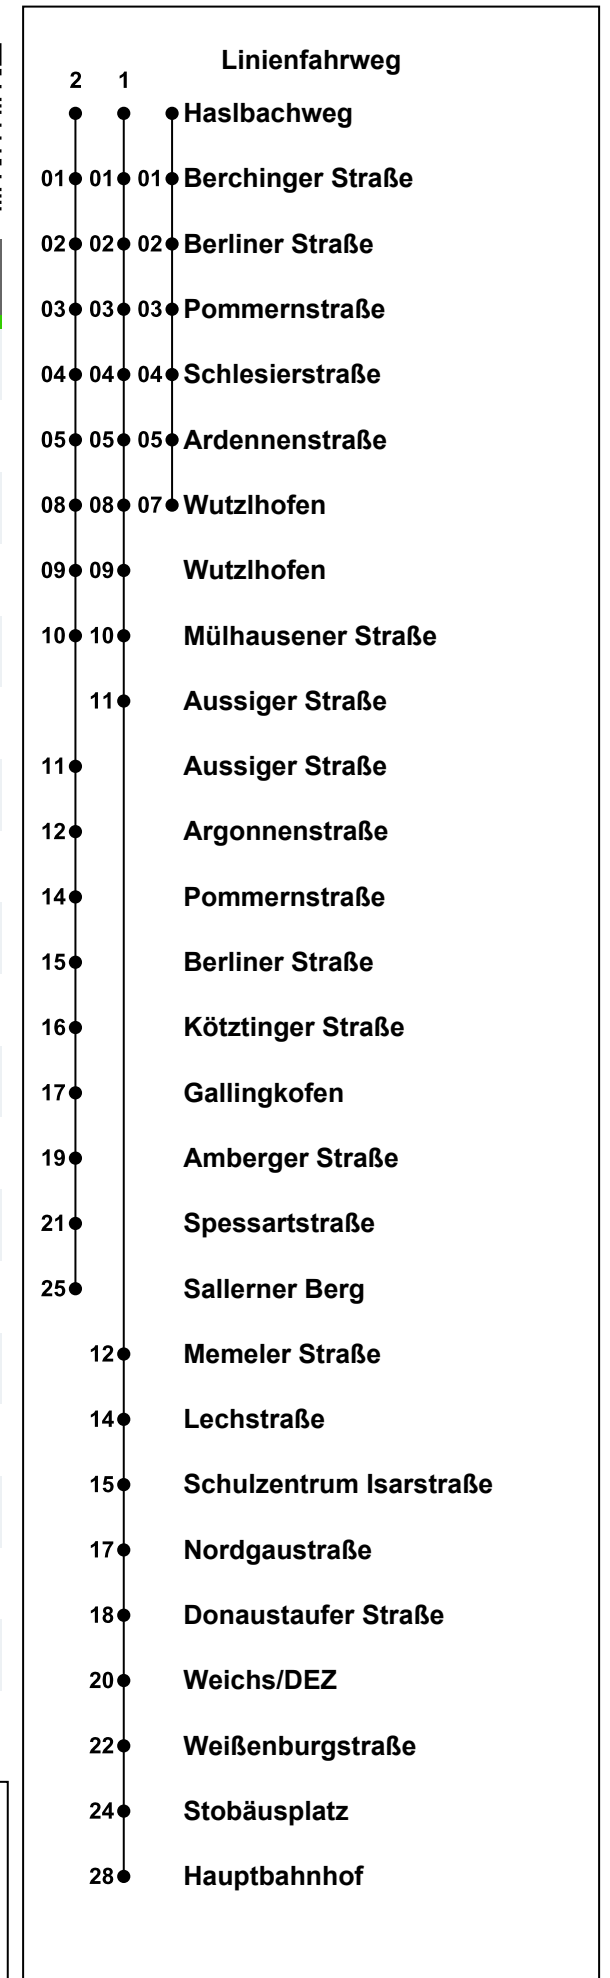 Linienfahrweg
2 1
Haslbachweg
01 01 01 Berchinger Straße
02 02 02 Berliner Straße
03 03 03 Pommernstraße
04 04 04 Schlesierstraße
05 05 05 Ardennenstraße
08 08 07 Wutzlhofen
09 09 Wutzlhofen
10 10 Mülhausener Straße
11 Aussiger Straße
11 Aussiger Straße
12 Argonnenstraße
14 Pommernstraße
15 Berliner Straße
16 Kötztinger Straße
17 Gallingkofen
19 Amberger Straße
21 Spessartstraße
25 Sallerner Berg
12 Memeler Straße
14 Lechstraße
15 Schulzentrum Isarstraße
17 Nordgaustraße
18 Donaustaufer Straße
20 Weichs/DEZ
22 Weißenburgstraße
24 Stobäusplatz
28 Hauptbahnhof